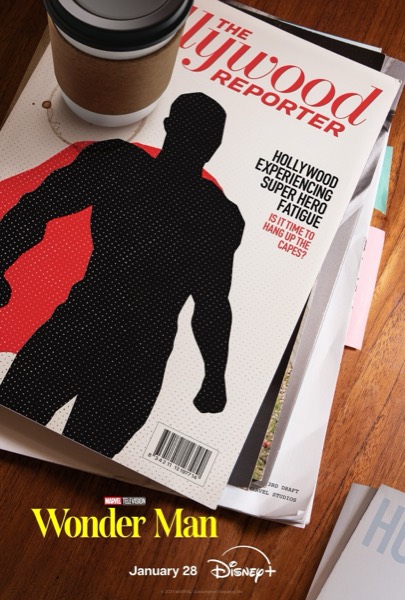 THE
llywood
REPORTER
HOLLYWOOD
EXPERIENCING
SUPER HERO
FATIGUE
IS IT TIME TO
HANG UP THE
CAPES?
MARVEL TELEVISION
Wonder Man
January 28 Disney+